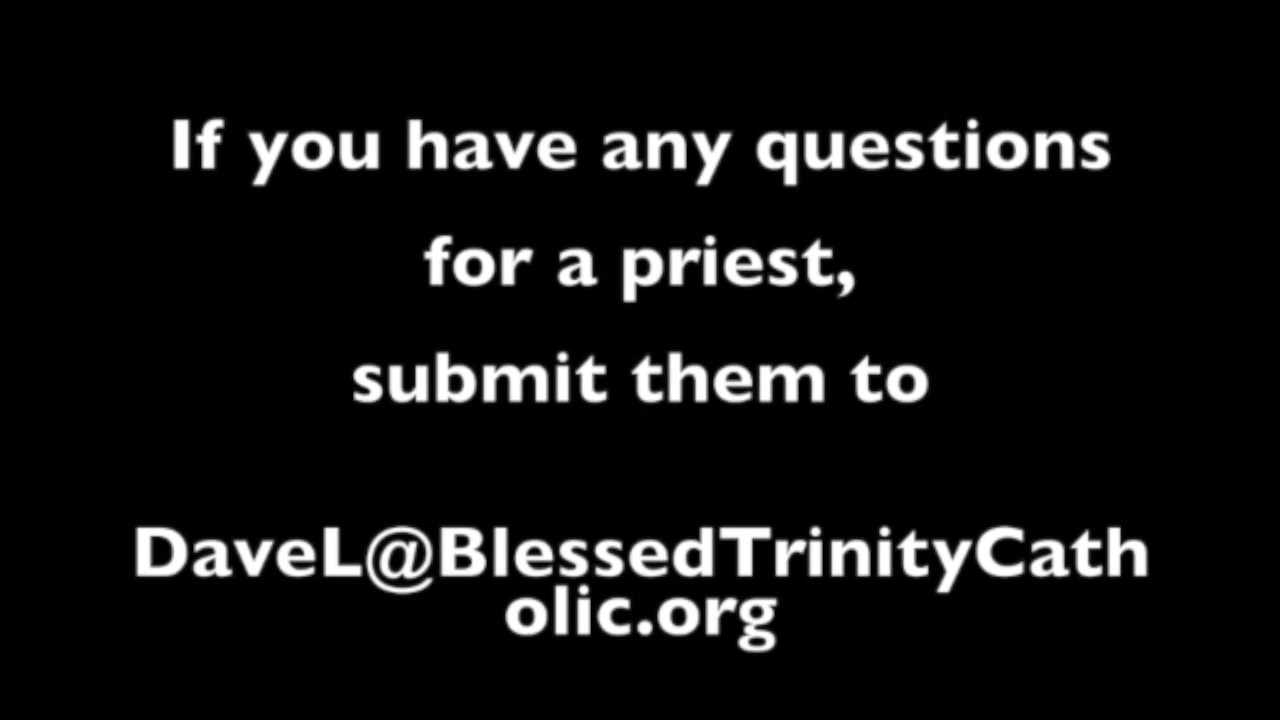 If you have any questions
for a priest,
submit them to
DaveL@BlessedTrinityCath
olic.org